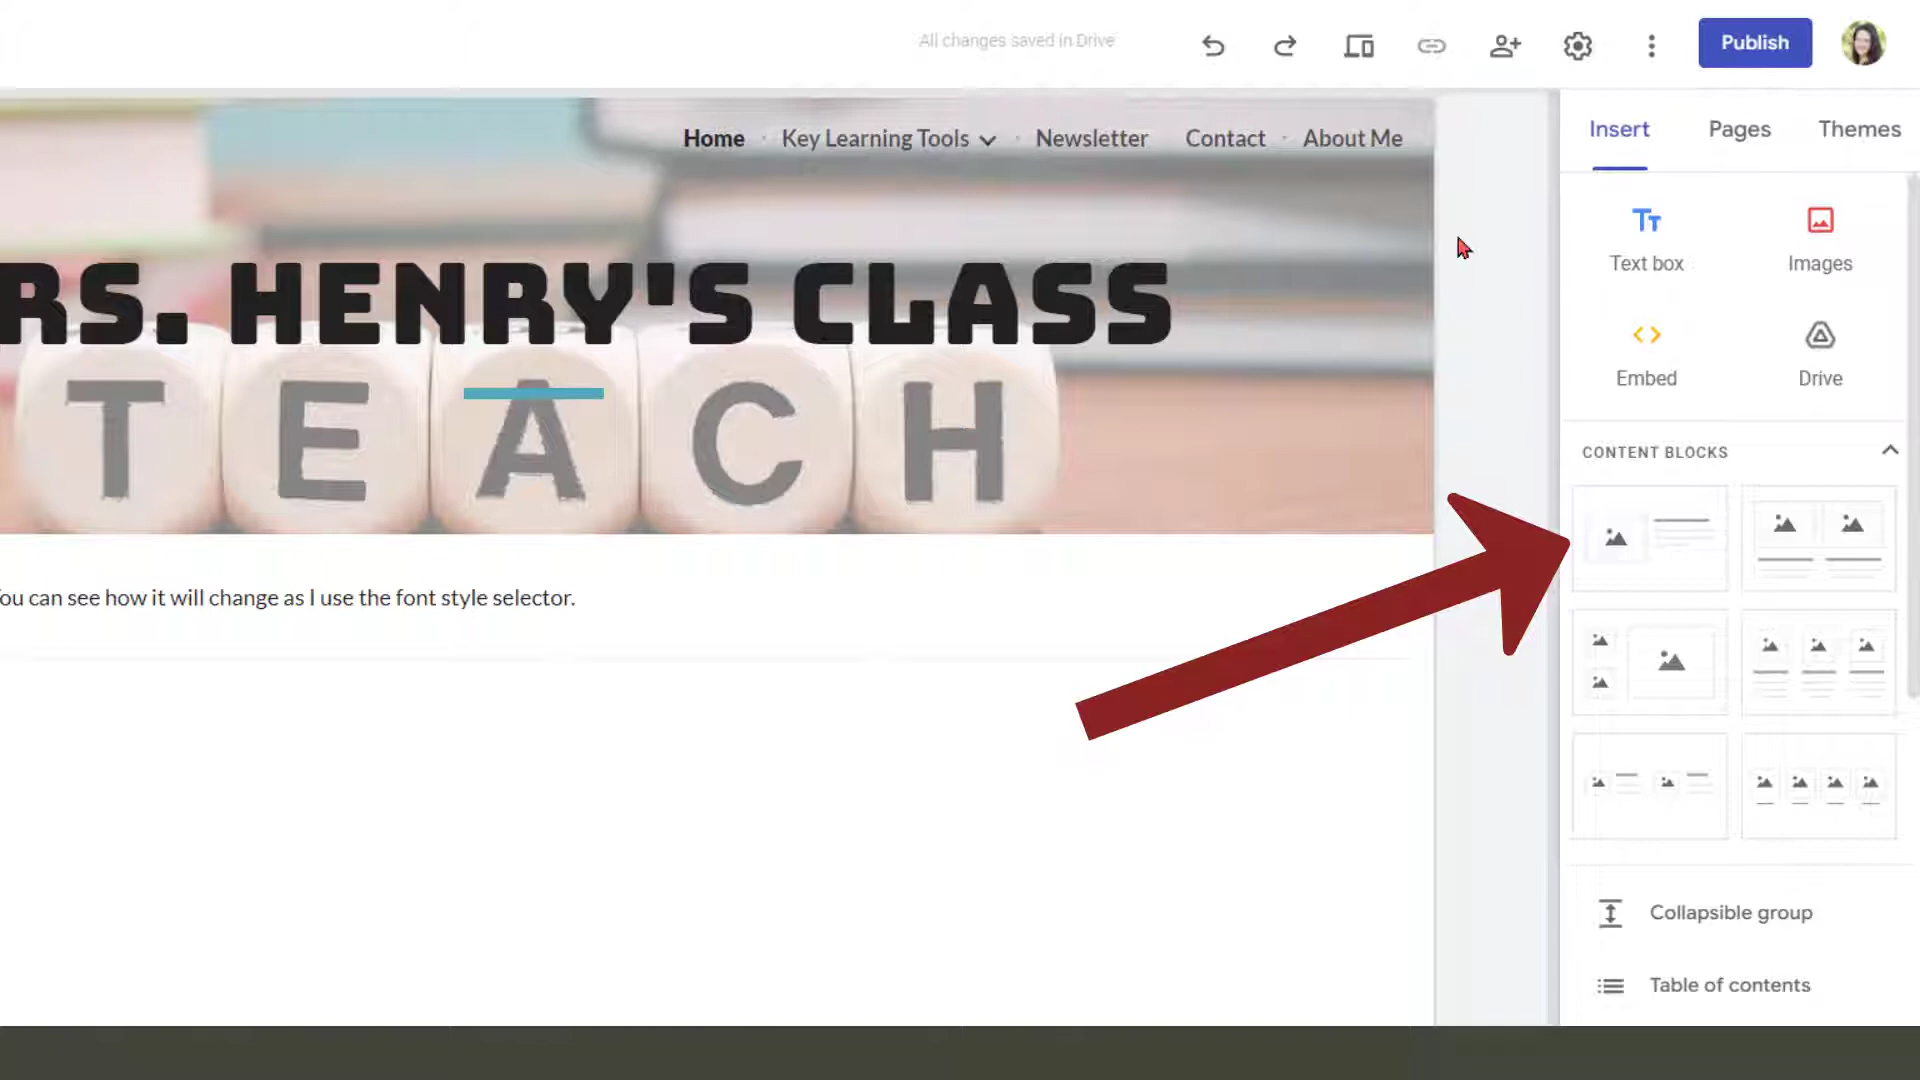 All changes saved in Drive
Publish
Home
Key Learning Tools
Newsletter
Contact
About Me
Insert
Pages
Themes
Text box
Images
RS. HENRY'S CLASS
TEACH
Embed
Drive
CONTENT BLOCKS
ou can see how it will change as I use the font style selector.
Collapsible group
Table of contents